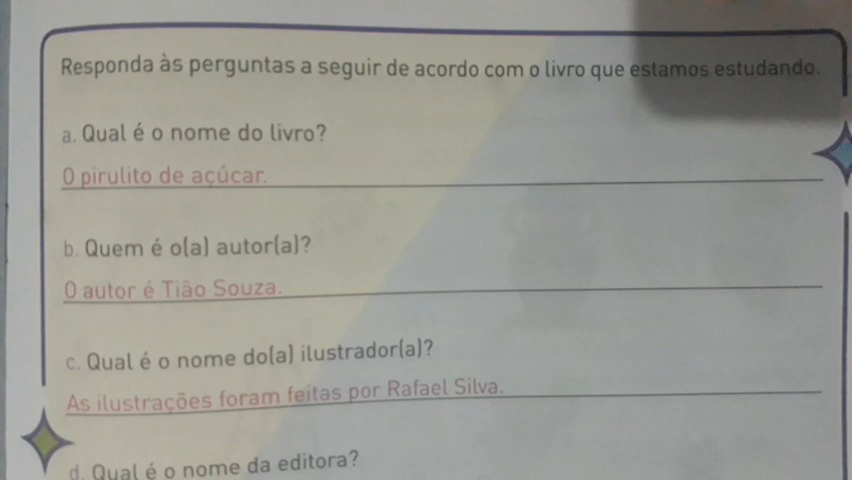 Responda às perguntas a seguir de acordo com o livro que estamos estudando.
a. Qual é o nome do livro?
O pirulito de açúcar.
b. Quem é o(a) autor(a)?
O autor é Tião Souza.
c. Qual é o nome do(a) ilustrador(a)?
As ilustrações foram feitas por Rafael Silva.
d. Qual é o nome da editora?